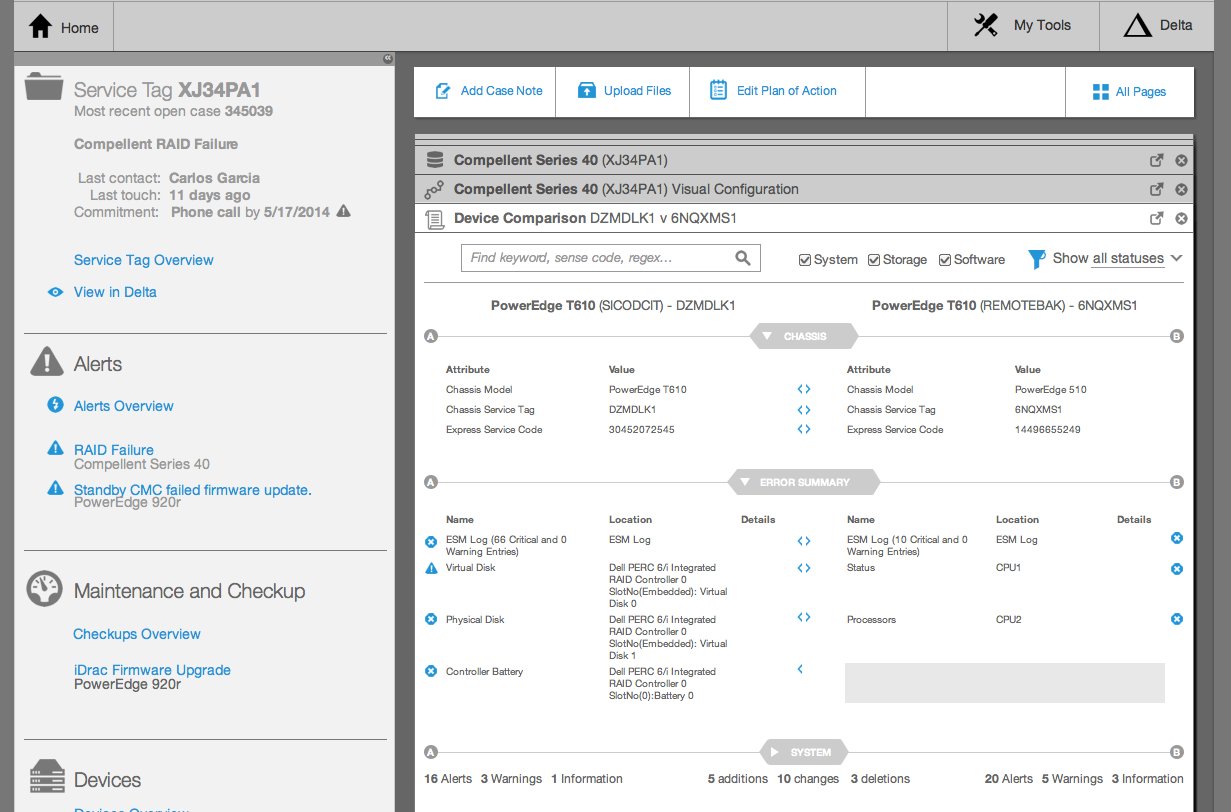 Home
My Tools
Delta
Service Tag XJ34PA1
Most recent open case 345039
Compellent RAID Failure
Last contact: Carlos Garcia
Last touch: 11 days ago
Commitment: Phone call by 5/17/2014
Service Tag Overview
View in Delta
Alerts
Alerts Overview
RAID Failure
Compellent Series 40
Standby CMC failed firmware update.
PowerEdge 920r
Maintenance and Checkup
Checkups Overview
iDrac Firmware Upgrade
PowerEdge 920r
Devices
Add Case Note
Upload Files
Edit Plan of Action
All Pages
Compellent Series 40 (XJ34PA1)
Compellent Series 40 (XJ34PA1) Visual Configuration
Device Comparison DZMDLK1 v 6NQXMS1
Find keyword, sense code, regex...
System Storage Software
Show all statuses
PowerEdge T610 (SICODCIT) - DZMDLK1
PowerEdge T610 (REMOTEBAK) - 6NQXMS1
A CHASSIS B
Attribute Value Attribute Value
Chassis Model PowerEdge T610 <> Chassis Model PowerEdge 510
Chassis Service Tag DZMDLK1 <> Chassis Service Tag 6NQXMS1
Express Service Code 30452072545 <> Express Service Code 14496655249
A ERROR SUMMARY B
Name Location Details Name Location Details
ESM Log (66 Critical and 0
Warning Entries)
ESM Log
<>
ESM Log (10 Critical and 0
Warning Entries)
ESM Log
Virtual Disk
Dell PERC 6/i Integrated
RAID Controller 0
SlotNo(Embedded): Virtual
Disk 0
<>
Status
CPU1
Physical Disk
Dell PERC 6/i Integrated
RAID Controller 0
SlotNo(Embedded): Virtual
Disk 1
<>
Processors
CPU2
Controller Battery
Dell PERC 6/i Integrated
RAID Controller 0
SlotNo(0):Battery 0
<
A SYSTEM B
16 Alerts 3 Warnings 1 Information
5 additions 10 changes 3 deletions
20 Alerts 5 Warnings 3 Information